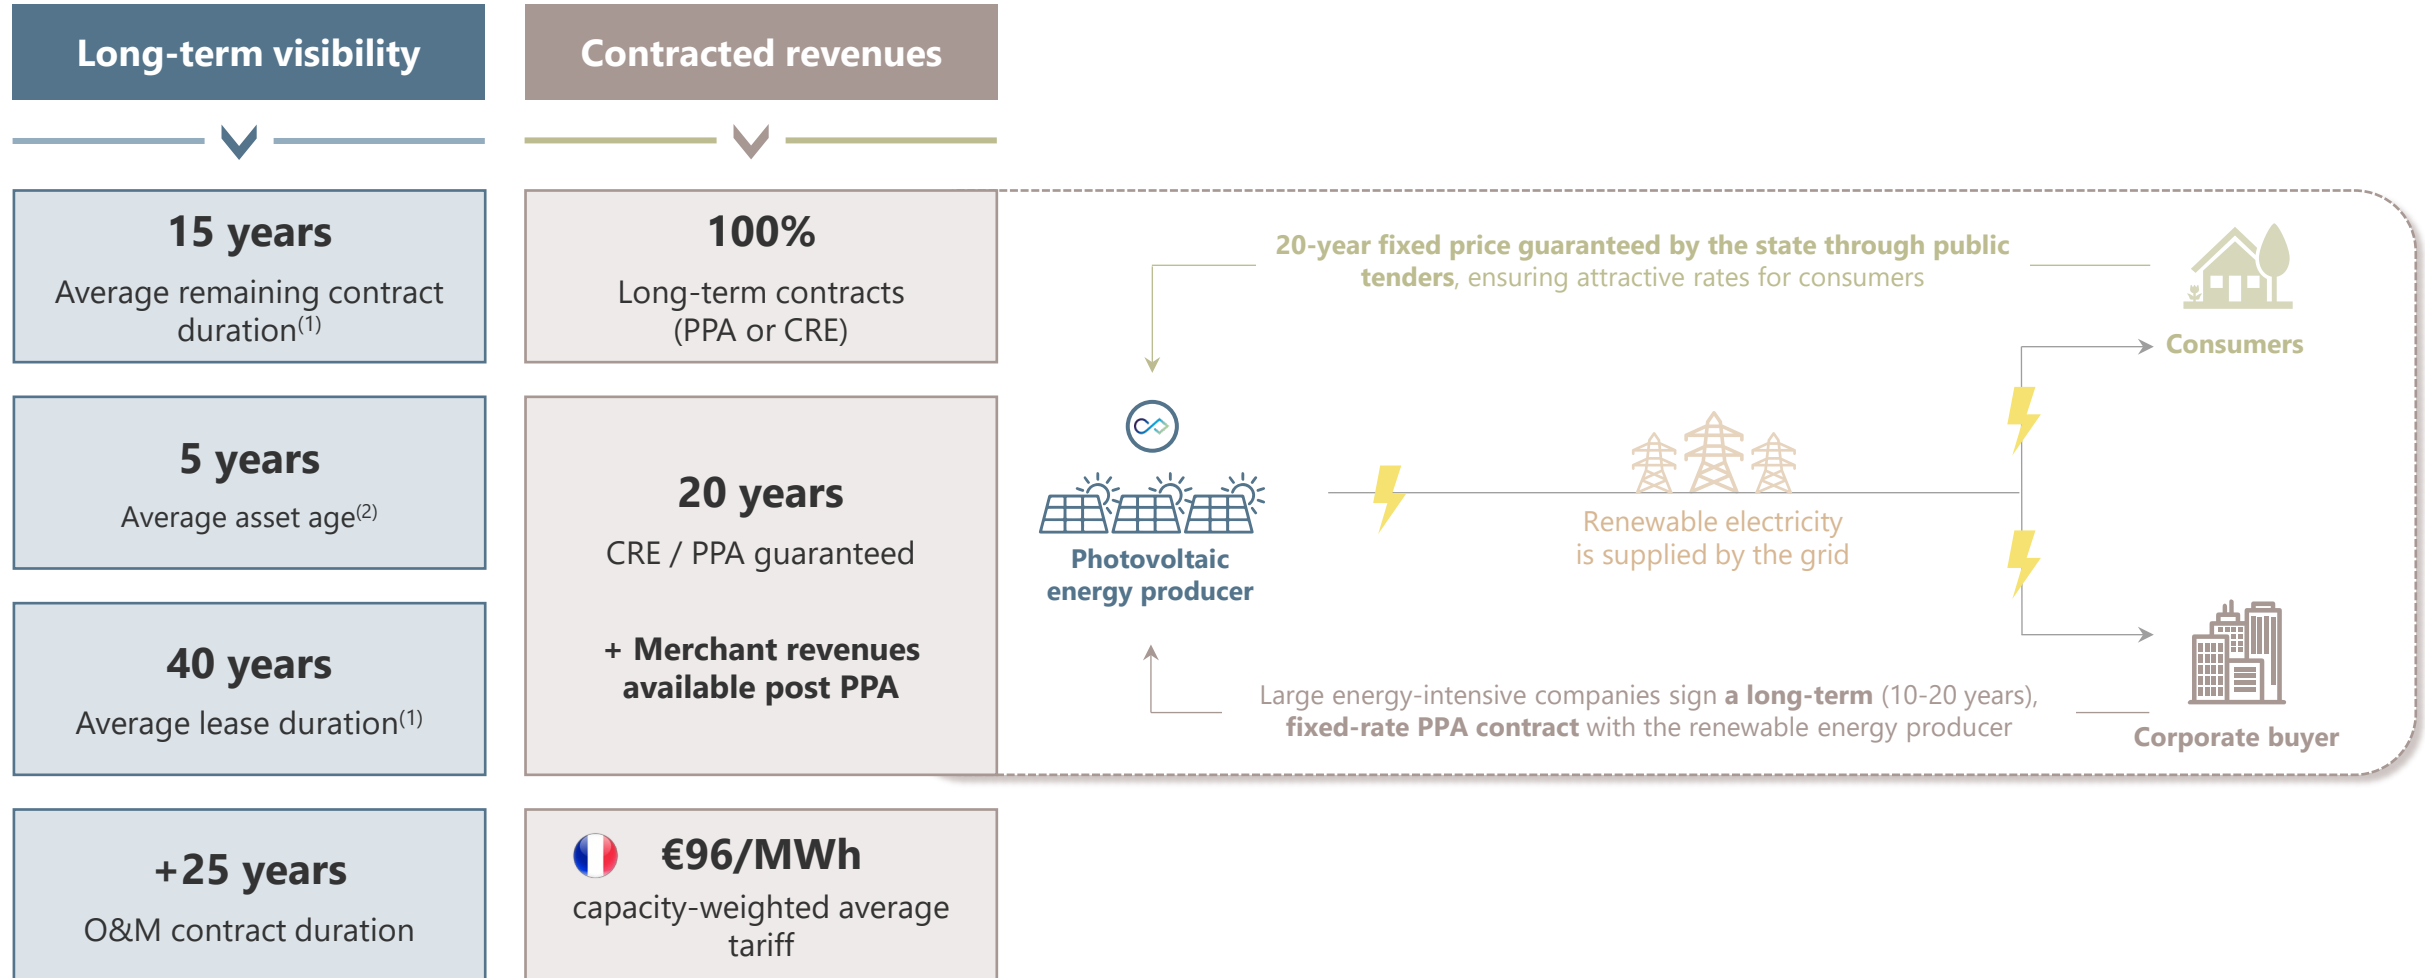 Long-term visibility
15 years
Average remaining contract
duration(1)
5 years
Average asset age(2)
40 years
Average lease duration(1)
+25 years
O&M contract duration
Contracted revenues
100%
Long-term contracts
(PPA or CRE)
20 years
CRE / PPA guaranteed
+ Merchant revenues
available post PPA
€96/MWh
capacity-weighted average
tariff
20-year fixed price guaranteed by the state through public
tenders, ensuring attractive rates for consumers
Consumers
Photovoltaic
energy producer
Renewable electricity
is supplied by the grid
Large energy-intensive companies sign a long-term (10-20 years),
fixed-rate PPA contract with the renewable energy producer
Corporate buyer